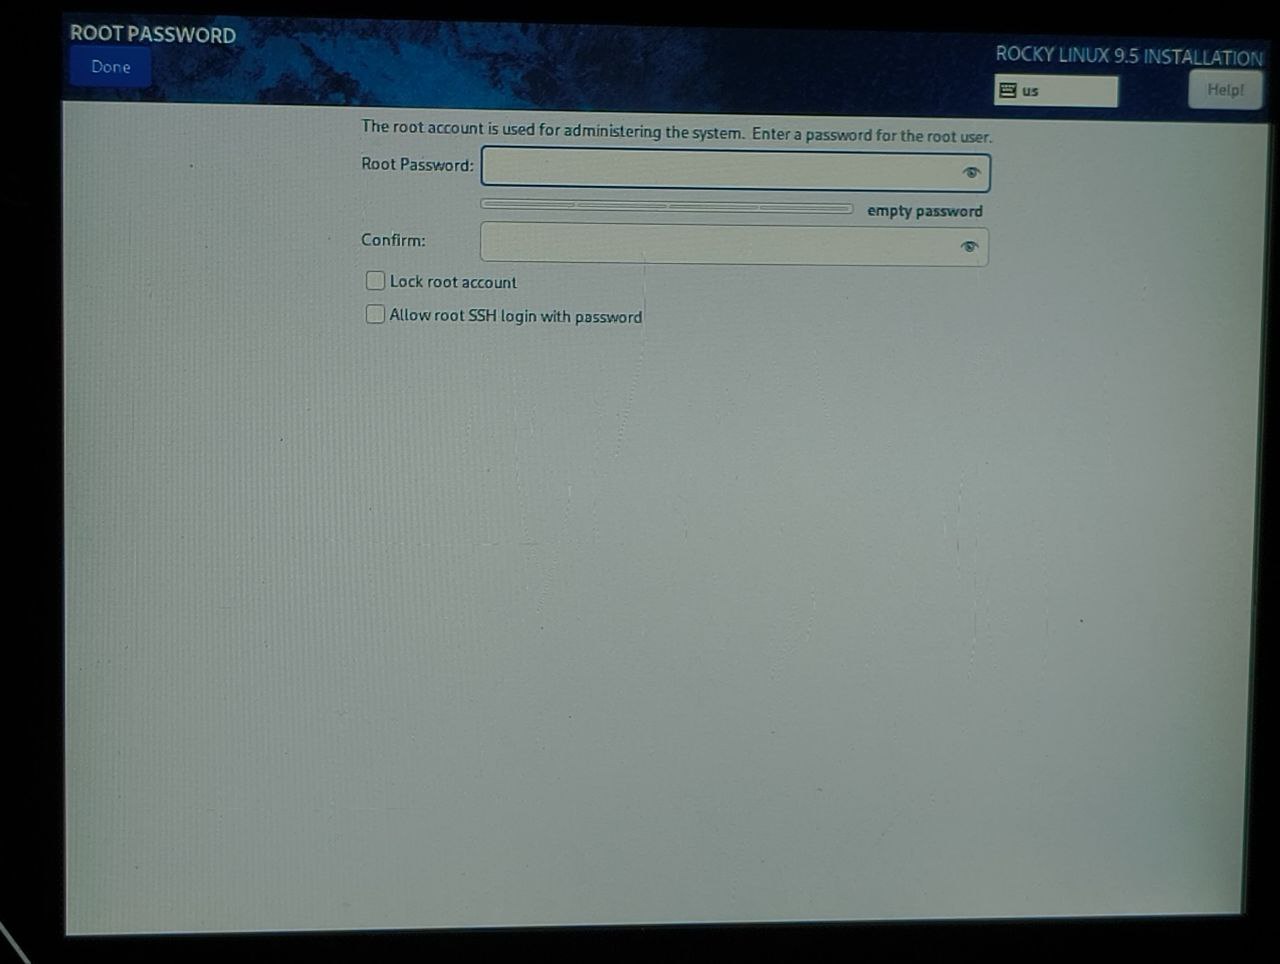 ROOT PASSWORD
Done
ROCKY LINUX 9.5 INSTALLATION
us
Help!
The root account is used for administering the system. Enter a password for the root user.
Root Password:
empty password
Confirm:
Lock root account
Allow root SSH login with password